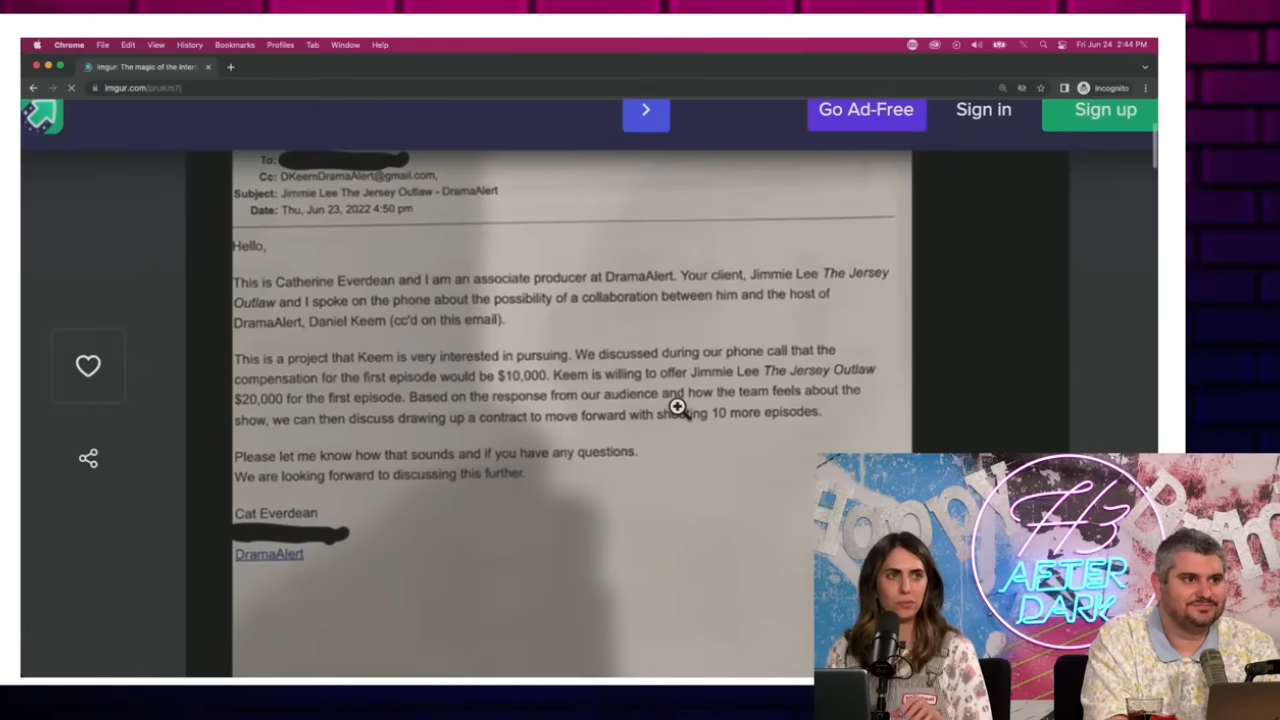 Chrome File Edit View History Bookmarks Profiles Tab Window Help Fri Jun 24 2:44 PM
Imgur: The magic of the Inter
imgur.com/pruKm7j Incognito
Go Ad-Free Sign in Sign up
To:
Cc: DKeemDramaAlert@gmail.com,
Subject: Jimmie Lee The Jersey Outlaw - DramaAlert
Date: Thu, Jun 23, 2022 4:50 pm
Hello,
This is Catherine Everdean and I am an associate producer at DramaAlert. Your client, Jimmie Lee The Jersey
Outlaw and I spoke on the phone about the possibility of a collaboration between him and the host of
DramaAlert, Daniel Keem (cc'd on this email).
This is a project that Keem is very interested in pursuing. We discussed during our phone call that the
compensation for the first episode would be $10,000. Keem is willing to offer Jimmie Lee The Jersey Outlaw
$20,000 for the first episode. Based on the response from our audience and how the team feels about the
show, we can then discuss drawing up a contract to move forward with shooting 10 more episodes.
Please let me know how that sounds and if you have any questions.
We are looking forward to discussing this further.
Cat Everdean
DramaAlert
H3
AFTER
DARK